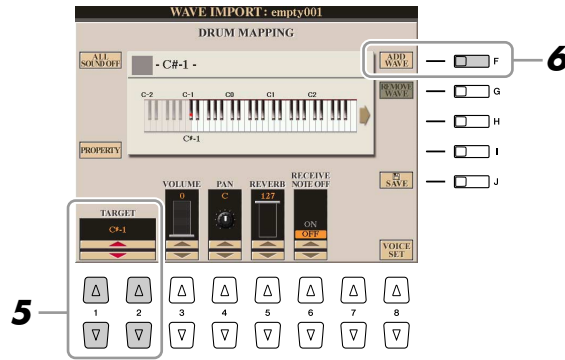 WAVE IMPORT: empty001
DRUM MAPPING
ALL SOUND OFF
- C#-1 -
ADD WAVE
F
6
REMOVE WAVE
G
C-2 C-1 C0 C1 C2
H
C#-1
PROPERTY
I
SAVE
J
VOLUME PAN REVERB RECEIVE NOTE OFF
0 C 127
ON
OFF
TARGET
C#-1
VOICE SET
5
1 2 3 4 5 6 7 8